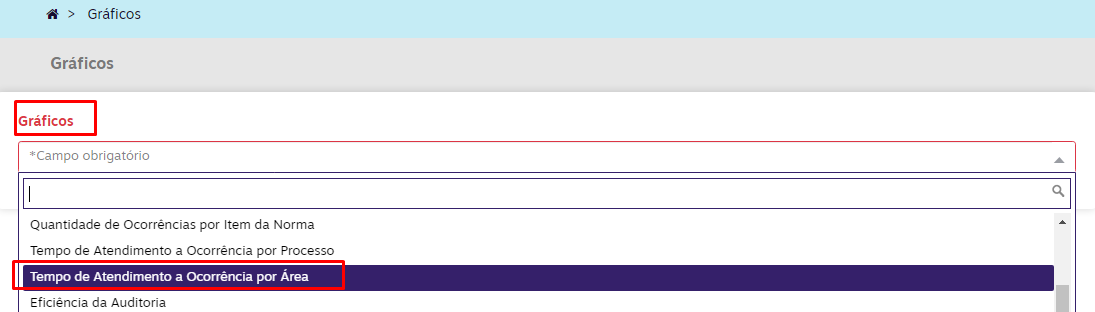 > Gráficos
Gráficos
Gráficos
*Campo obrigatório
Quantidade de Ocorrências por Item da Norma
Tempo de Atendimento a Ocorrência por Processo
Tempo de Atendimento a Ocorrência por Área
Eficiência da Auditoria